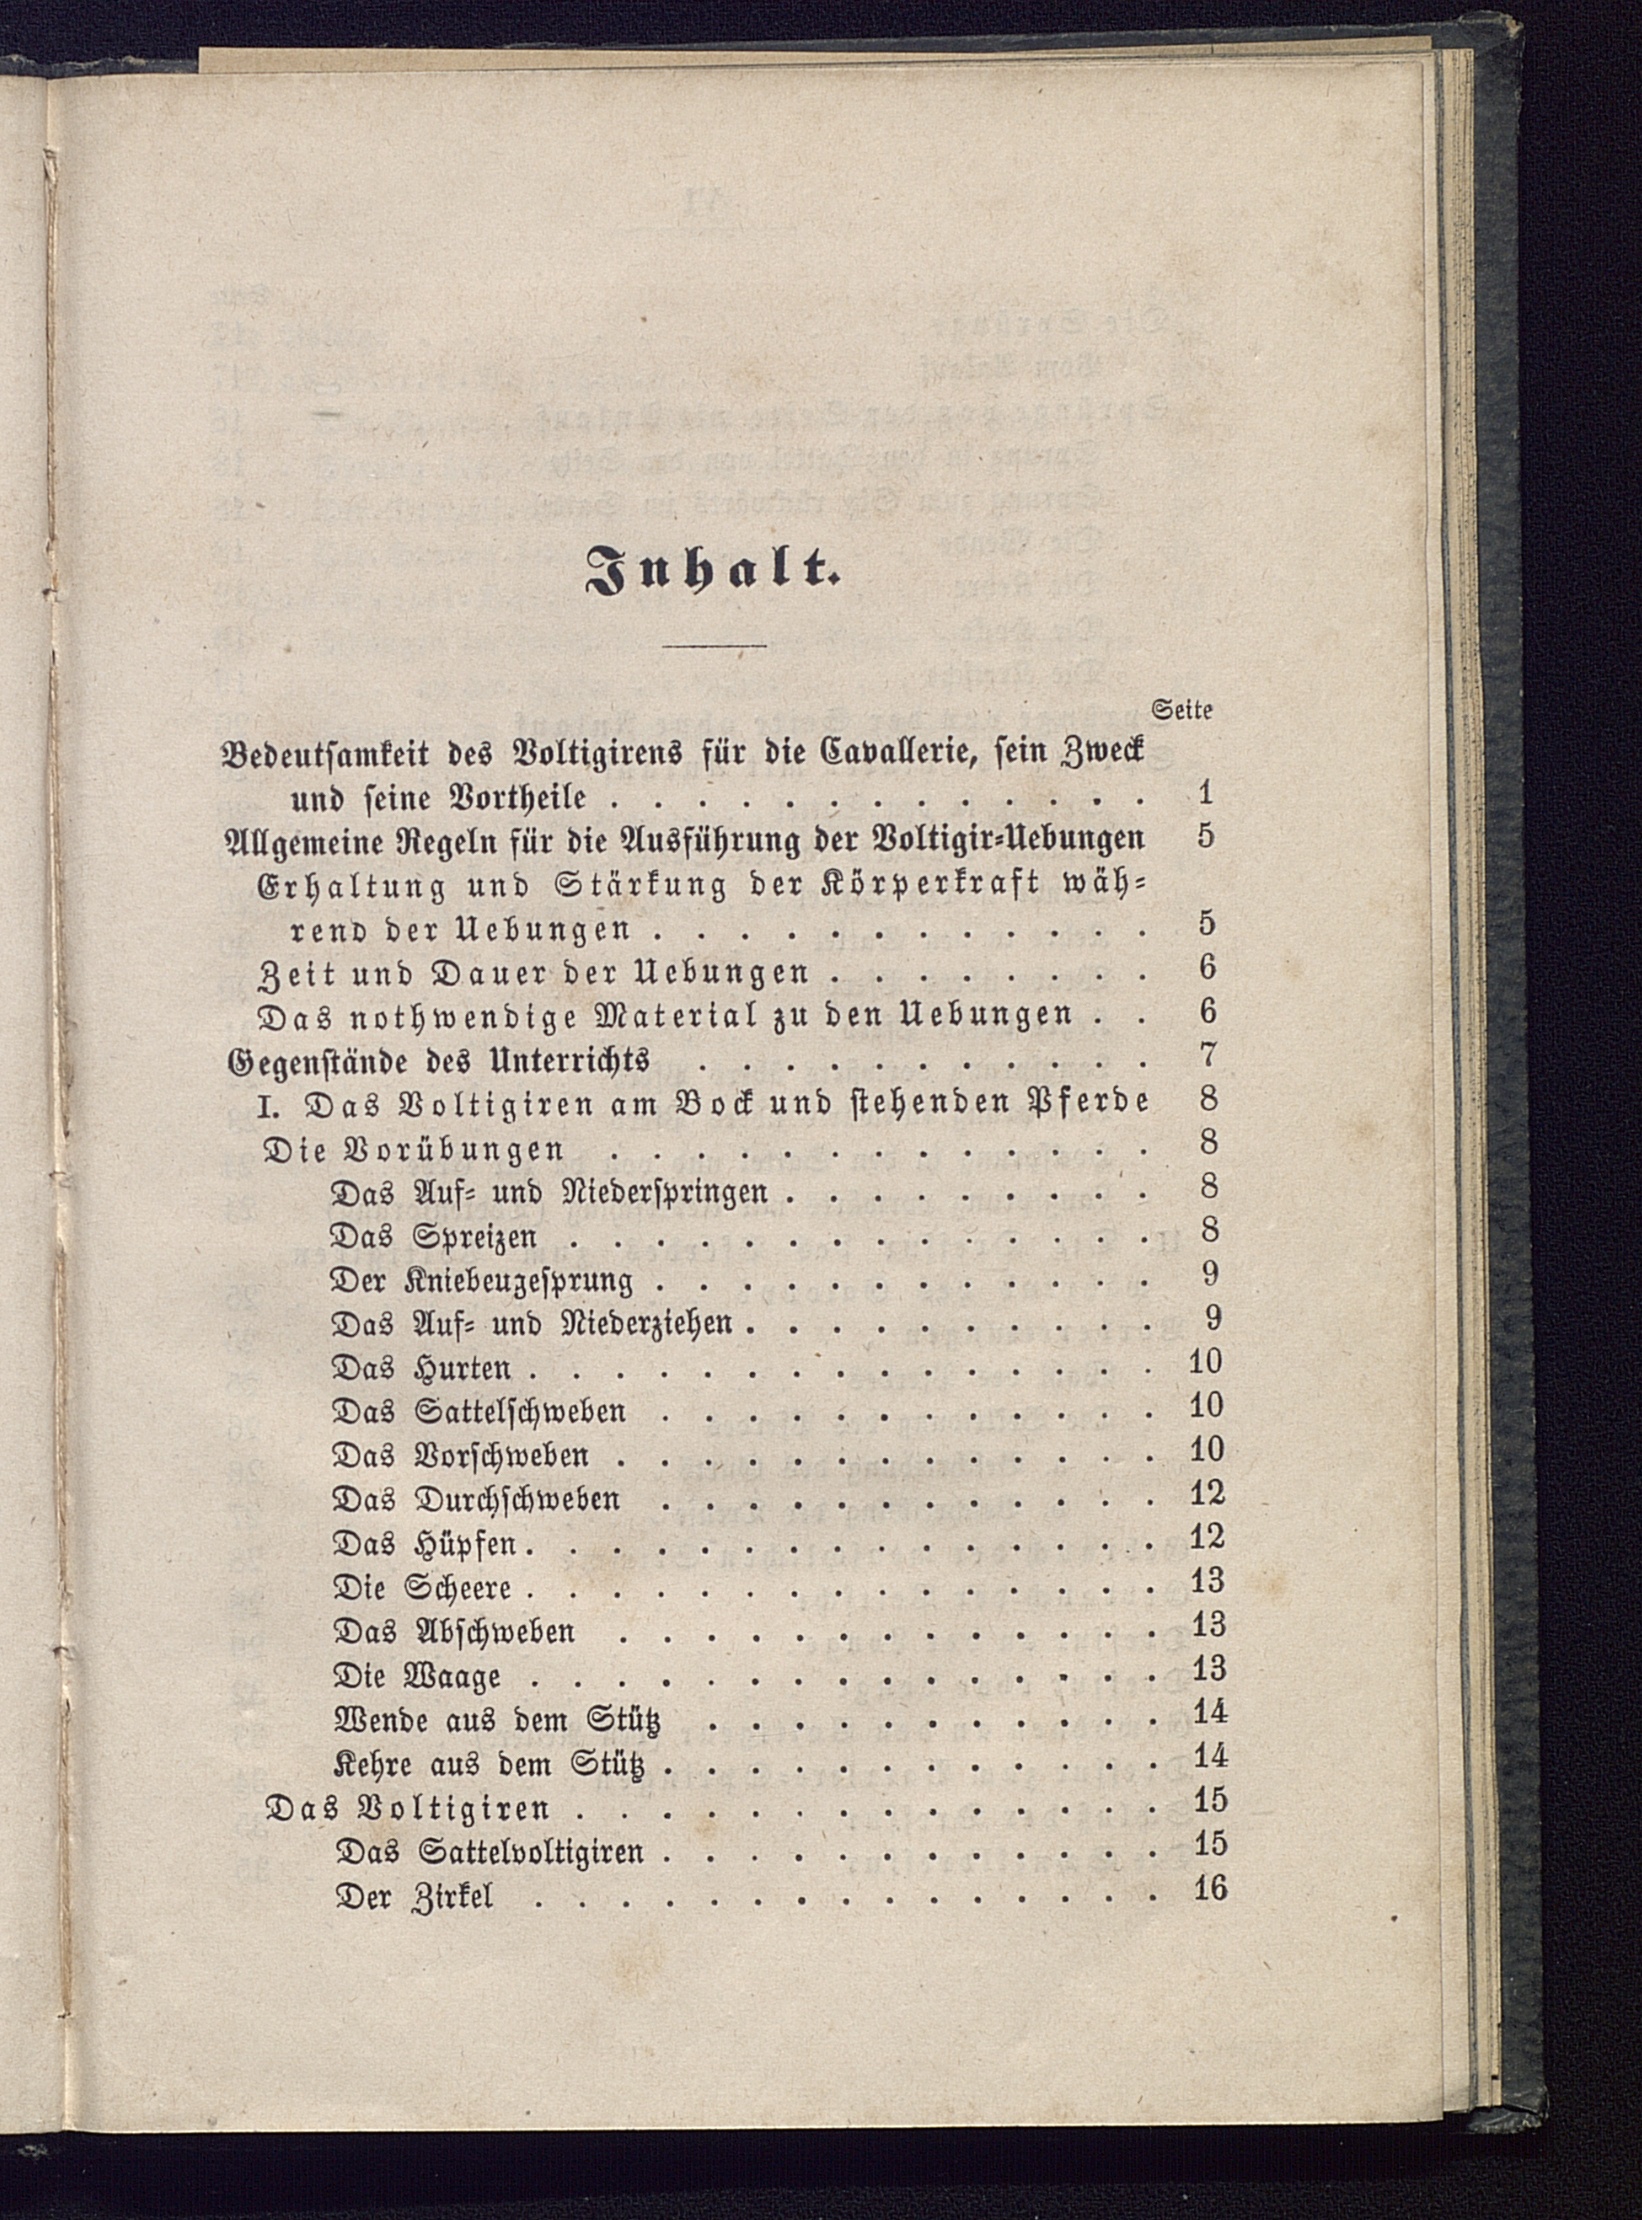 Inhalt.
Seite
Bedeutsamkeit des Voltigirens für die Cavallerie, sein Zweck
und seine Vortheile . . . . . . . . . . . . . 1
Allgemeine Regeln für die Ausführung der Voltigir-Uebungen 5
Erhaltung und Stärkung der Körperkraft wäh-
rend der Uebungen . . . . . . . . . . . . 5
Zeit und Dauer der Uebungen . . . . . . . . 6
Das nothwendige Material zu den Uebungen . . 6
Gegenstände des Unterrichts . . . . . . . . . . . 7
I. Das Voltigiren am Bock und stehenden Pferde 8
Die Vorübungen . . . . . . . . . . . . . 8
Das Auf- und Niederspringen . . . . . . . . . 8
Das Spreizen . . . . . . . . . . . . . . 8
Der Kniebeugesprung . . . . . . . . . . . . 9
Das Auf- und Niederziehen . . . . . . . . . . 9
Das Hurten . . . . . . . . . . . . . . . 10
Das Sattelschweben . . . . . . . . . . . . 10
Das Vorschweben . . . . . . . . . . . . . 10
Das Durchschweben . . . . . . . . . . . . 12
Das Hüpfen . . . . . . . . . . . . . . . 12
Die Scheere . . . . . . . . . . . . . . . 13
Das Abschweben . . . . . . . . . . . . . 13
Die Waage . . . . . . . . . . . . . . . 13
Wende aus dem Stütz . . . . . . . . . . . 14
Kehre aus dem Stütz . . . . . . . . . . . . 14
Das Voltigiren . . . . . . . . . . . . . . 15
Das Sattelvoltigiren . . . . . . . . . . . . 15
Der Zirkel . . . . . . . . . . . . . . . 16